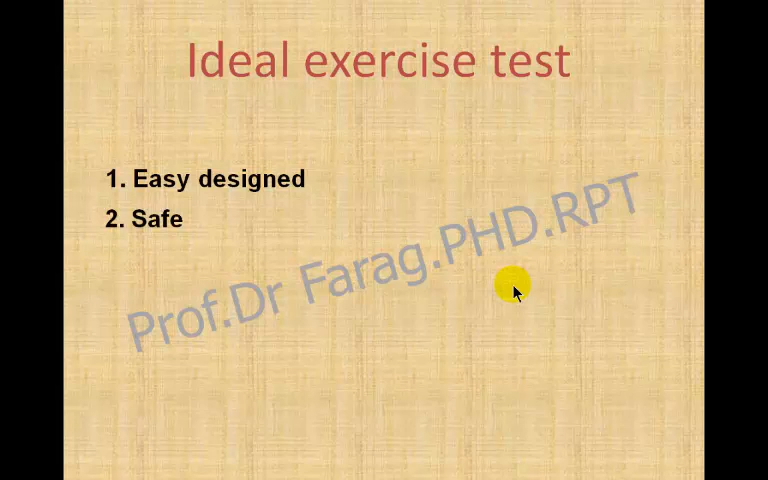 Ideal exercise test
1. Easy designed
2. Safe
Prof.Dr Farag.PHD.RPT